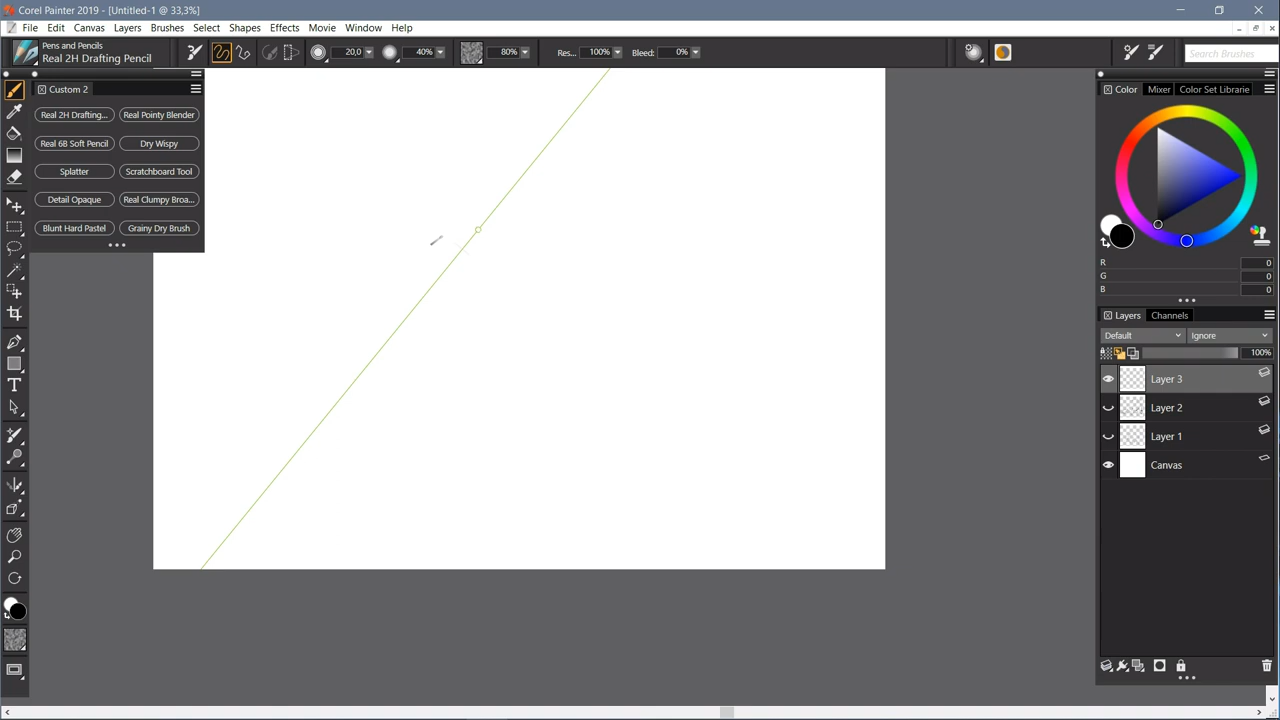 Corel Painter 2019 - [Untitled-1 @ 33,3%]
File Edit Canvas Layers Brushes Select Shapes Effects Movie Window Help
Pens and Pencils
Real 2H Drafting Pencil
20,0 40% 80% Res... 100% Bleed: 0% Search Brushes
Custom 2
Real 2H Drafting... Real Pointy Blender
Real 6B Soft Pencil Dry Wispy
Splatter Scratchboard Tool
Detail Opaque Real Clumpy Broa...
Blunt Hard Pastel Grainy Dry Brush
Color Mixer Color Set Librarie
R 0
G 0
B 0
Layers Channels
Default Ignore
100%
Layer 3
Layer 2
Layer 1
Canvas